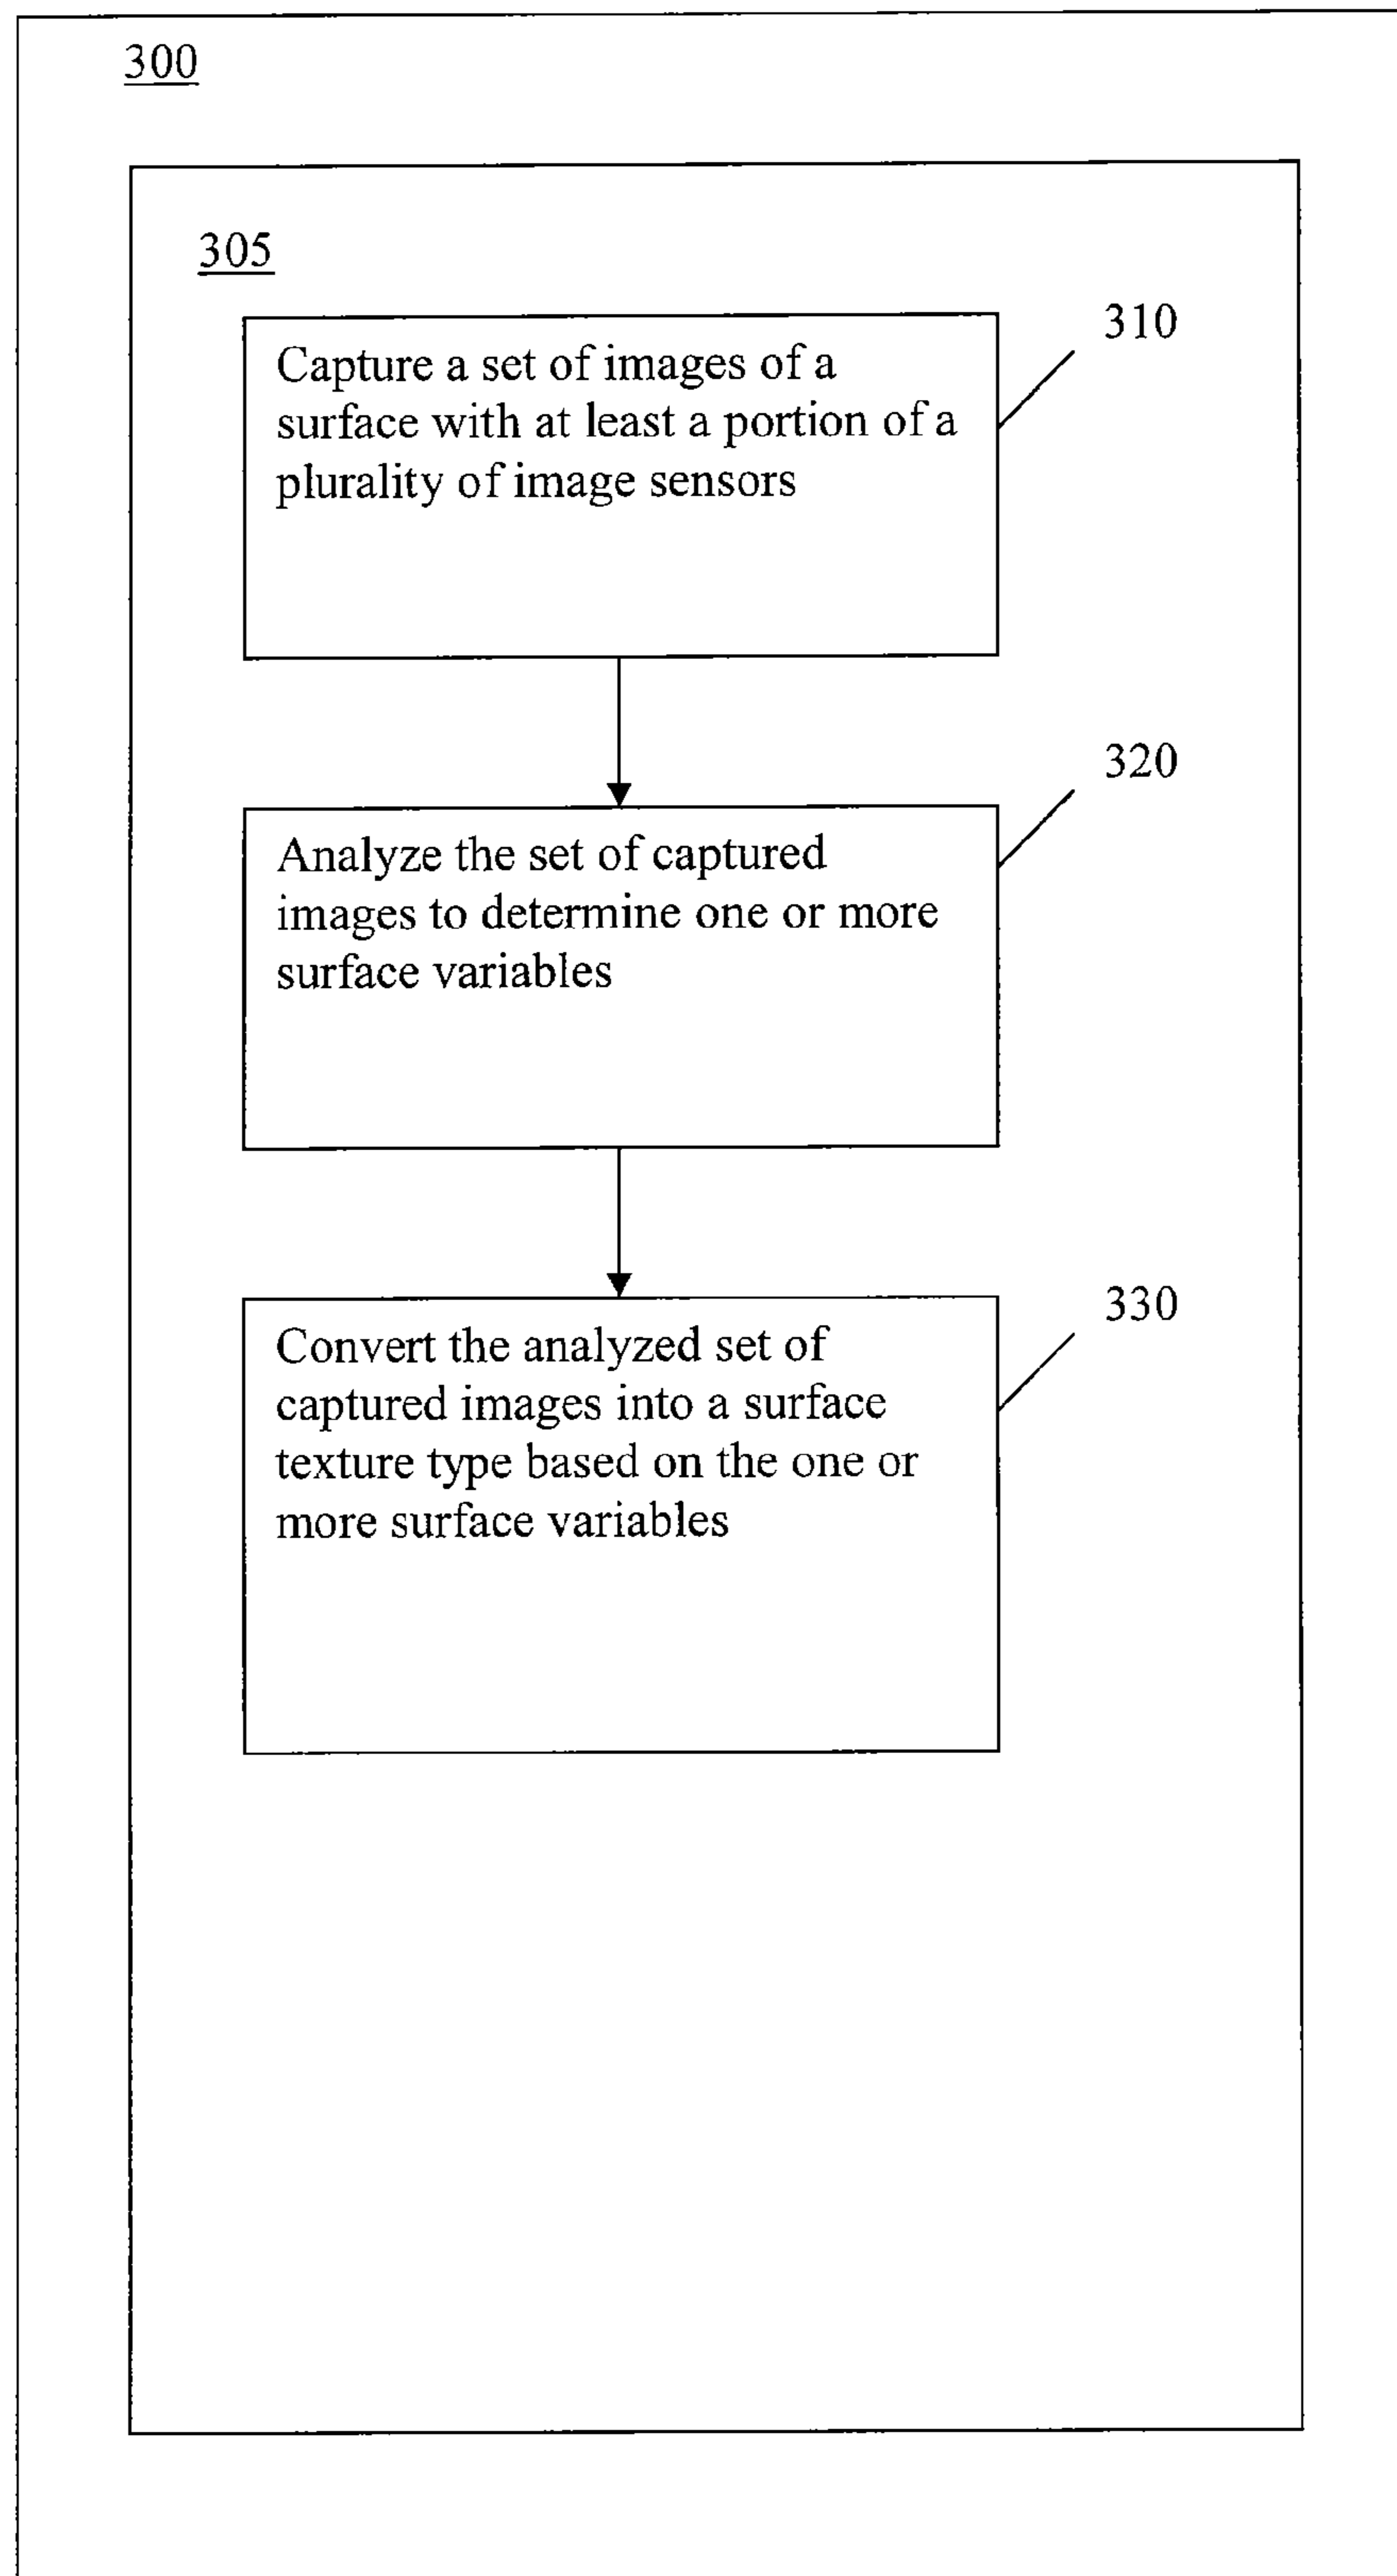 300
305
310
Capture a set of images of a
surface with at least a portion of a
plurality of image sensors
320
Analyze the set of captured
images to determine one or more
surface variables
330
Convert the analyzed set of
captured images into a surface
texture type based on the one or
more surface variables